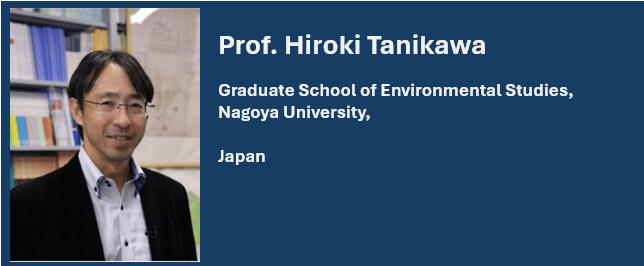 Prof. Hiroki Tanikawa
Graduate School of Environmental Studies,
Nagoya University,
Japan